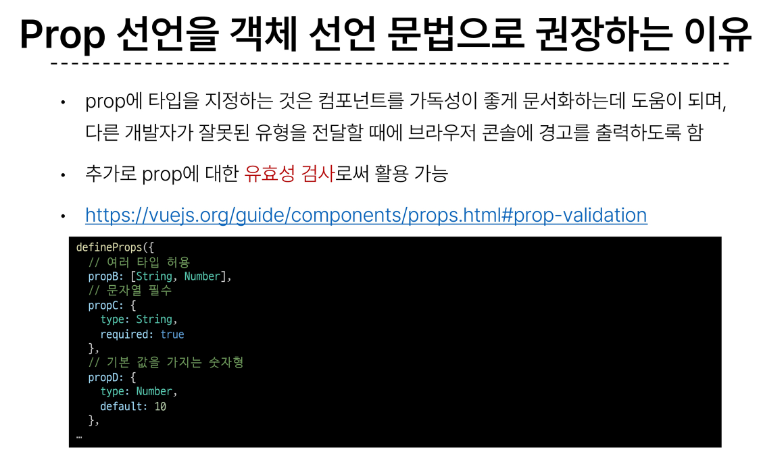 Prop 선언을 객체 선언 문법으로 권장하는 이유
• prop에 타입을 지정하는 것은 컴포넌트를 가독성이 좋게 문서화하는데 도움이 되며,
다른 개발자가 잘못된 유형을 전달할 때에 브라우저 콘솔에 경고를 출력하도록 함
• 추가로 prop에 대한 유효성 검사로써 활용 가능
• https://vuejs.org/guide/components/props.html#prop-validation
defineProps({
  // 여러 타입 허용
  propB: [String, Number],
  // 문자열 필수
  propC: {
    type: String,
    required: true
  },
  // 기본 값을 가지는 숫자형
  propD: {
    type: Number,
    default: 10
  },
…